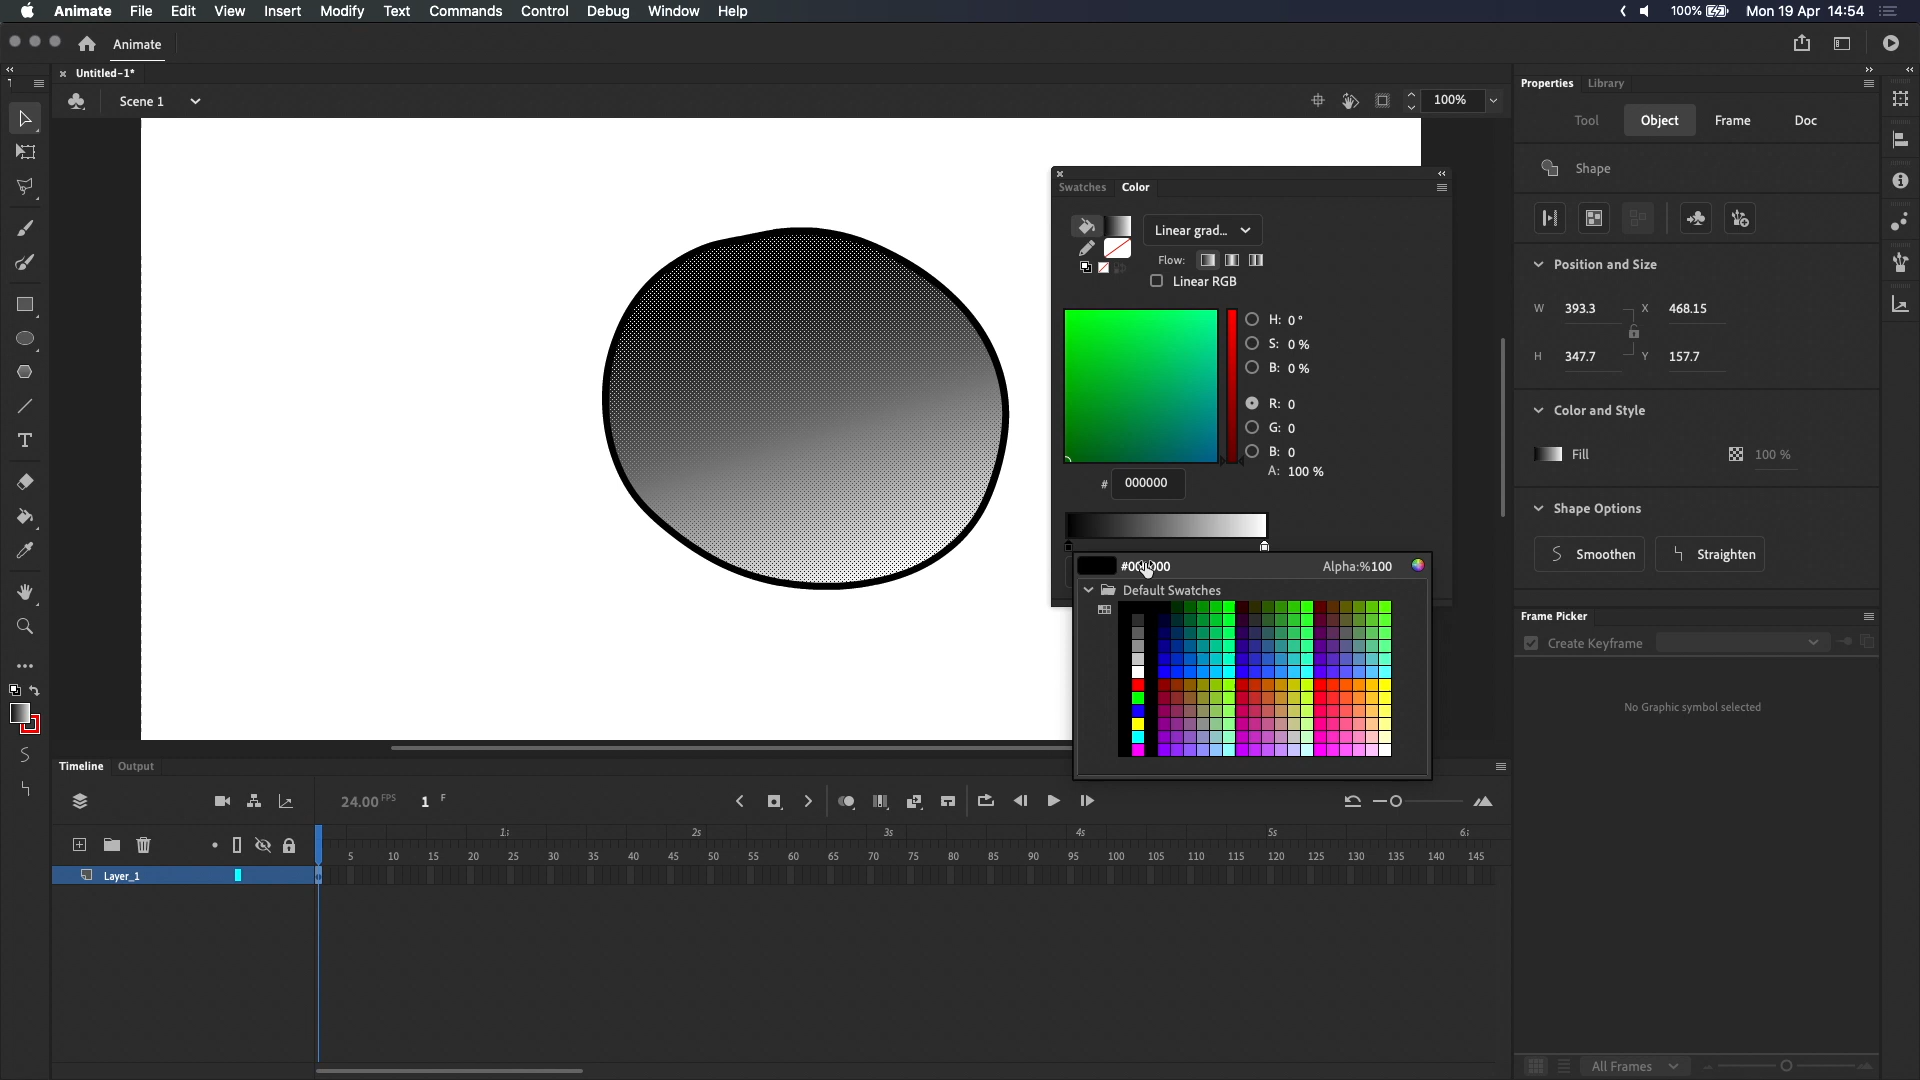 Animate File Edit View Insert Modify Text Commands Control Debug Window Help
100% Mon 19 Apr 14:54
Animate
Untitled-1*
Scene 1
100%
Properties Library
Tool Object Frame Doc
Shape
Position and Size
W 393.3 X 468.15
H 347.7 Y 157.7
Color and Style
Fill 100 %
Shape Options
Smoothen Straighten
Frame Picker
Create Keyframe
No Graphic symbol selected
All Frames
Swatches Color
Linear grad...
Flow:
Linear RGB
H: 0 °
S: 0 %
B: 0 %
R: 0
G: 0
B: 0
A: 100 %
# 000000
#000000 Alpha:%100
Default Swatches
Timeline Output
24.00 FPS 1 F
2s 3s 4s 5s
5 10 15 20 25 30 35 40 45 50 55 60 65 70 75 80 85 90 95 100 105 110 115 120 125 130 135 140 145
Layer_1